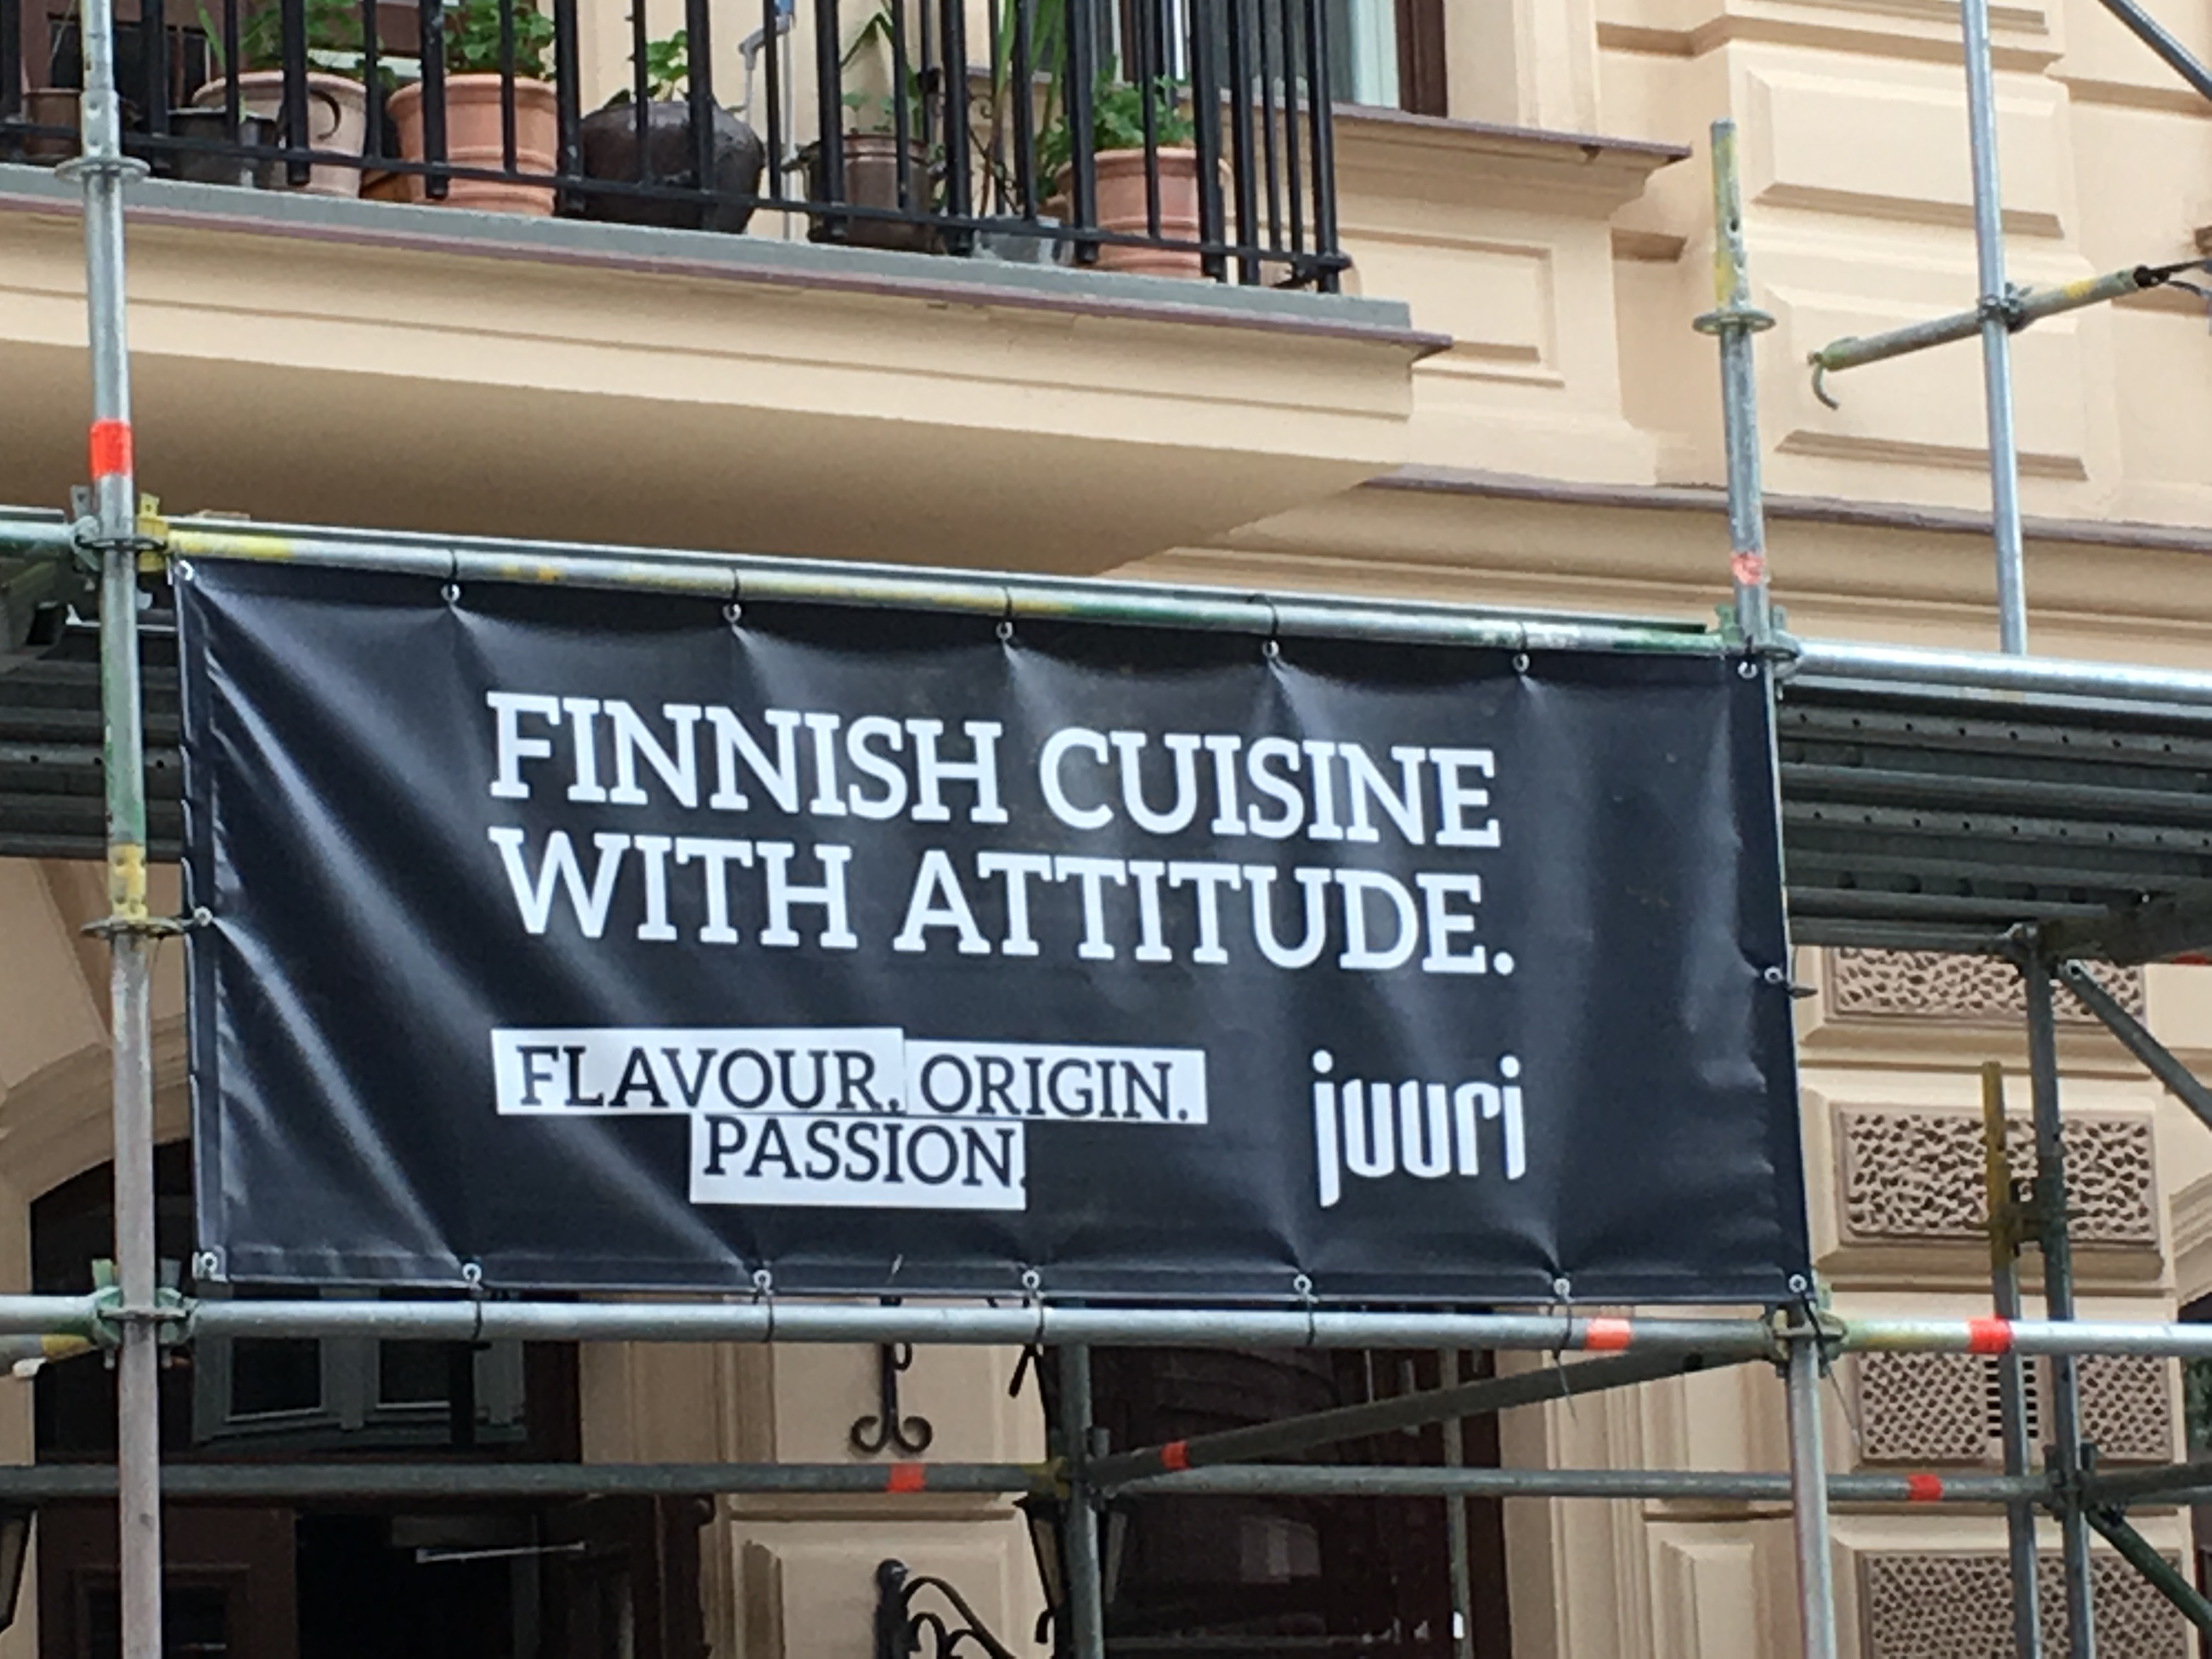 FINNISH CUISINE
WITH ATTITUDE.
FLAVOUR. ORIGIN.
PASSION.
juuri